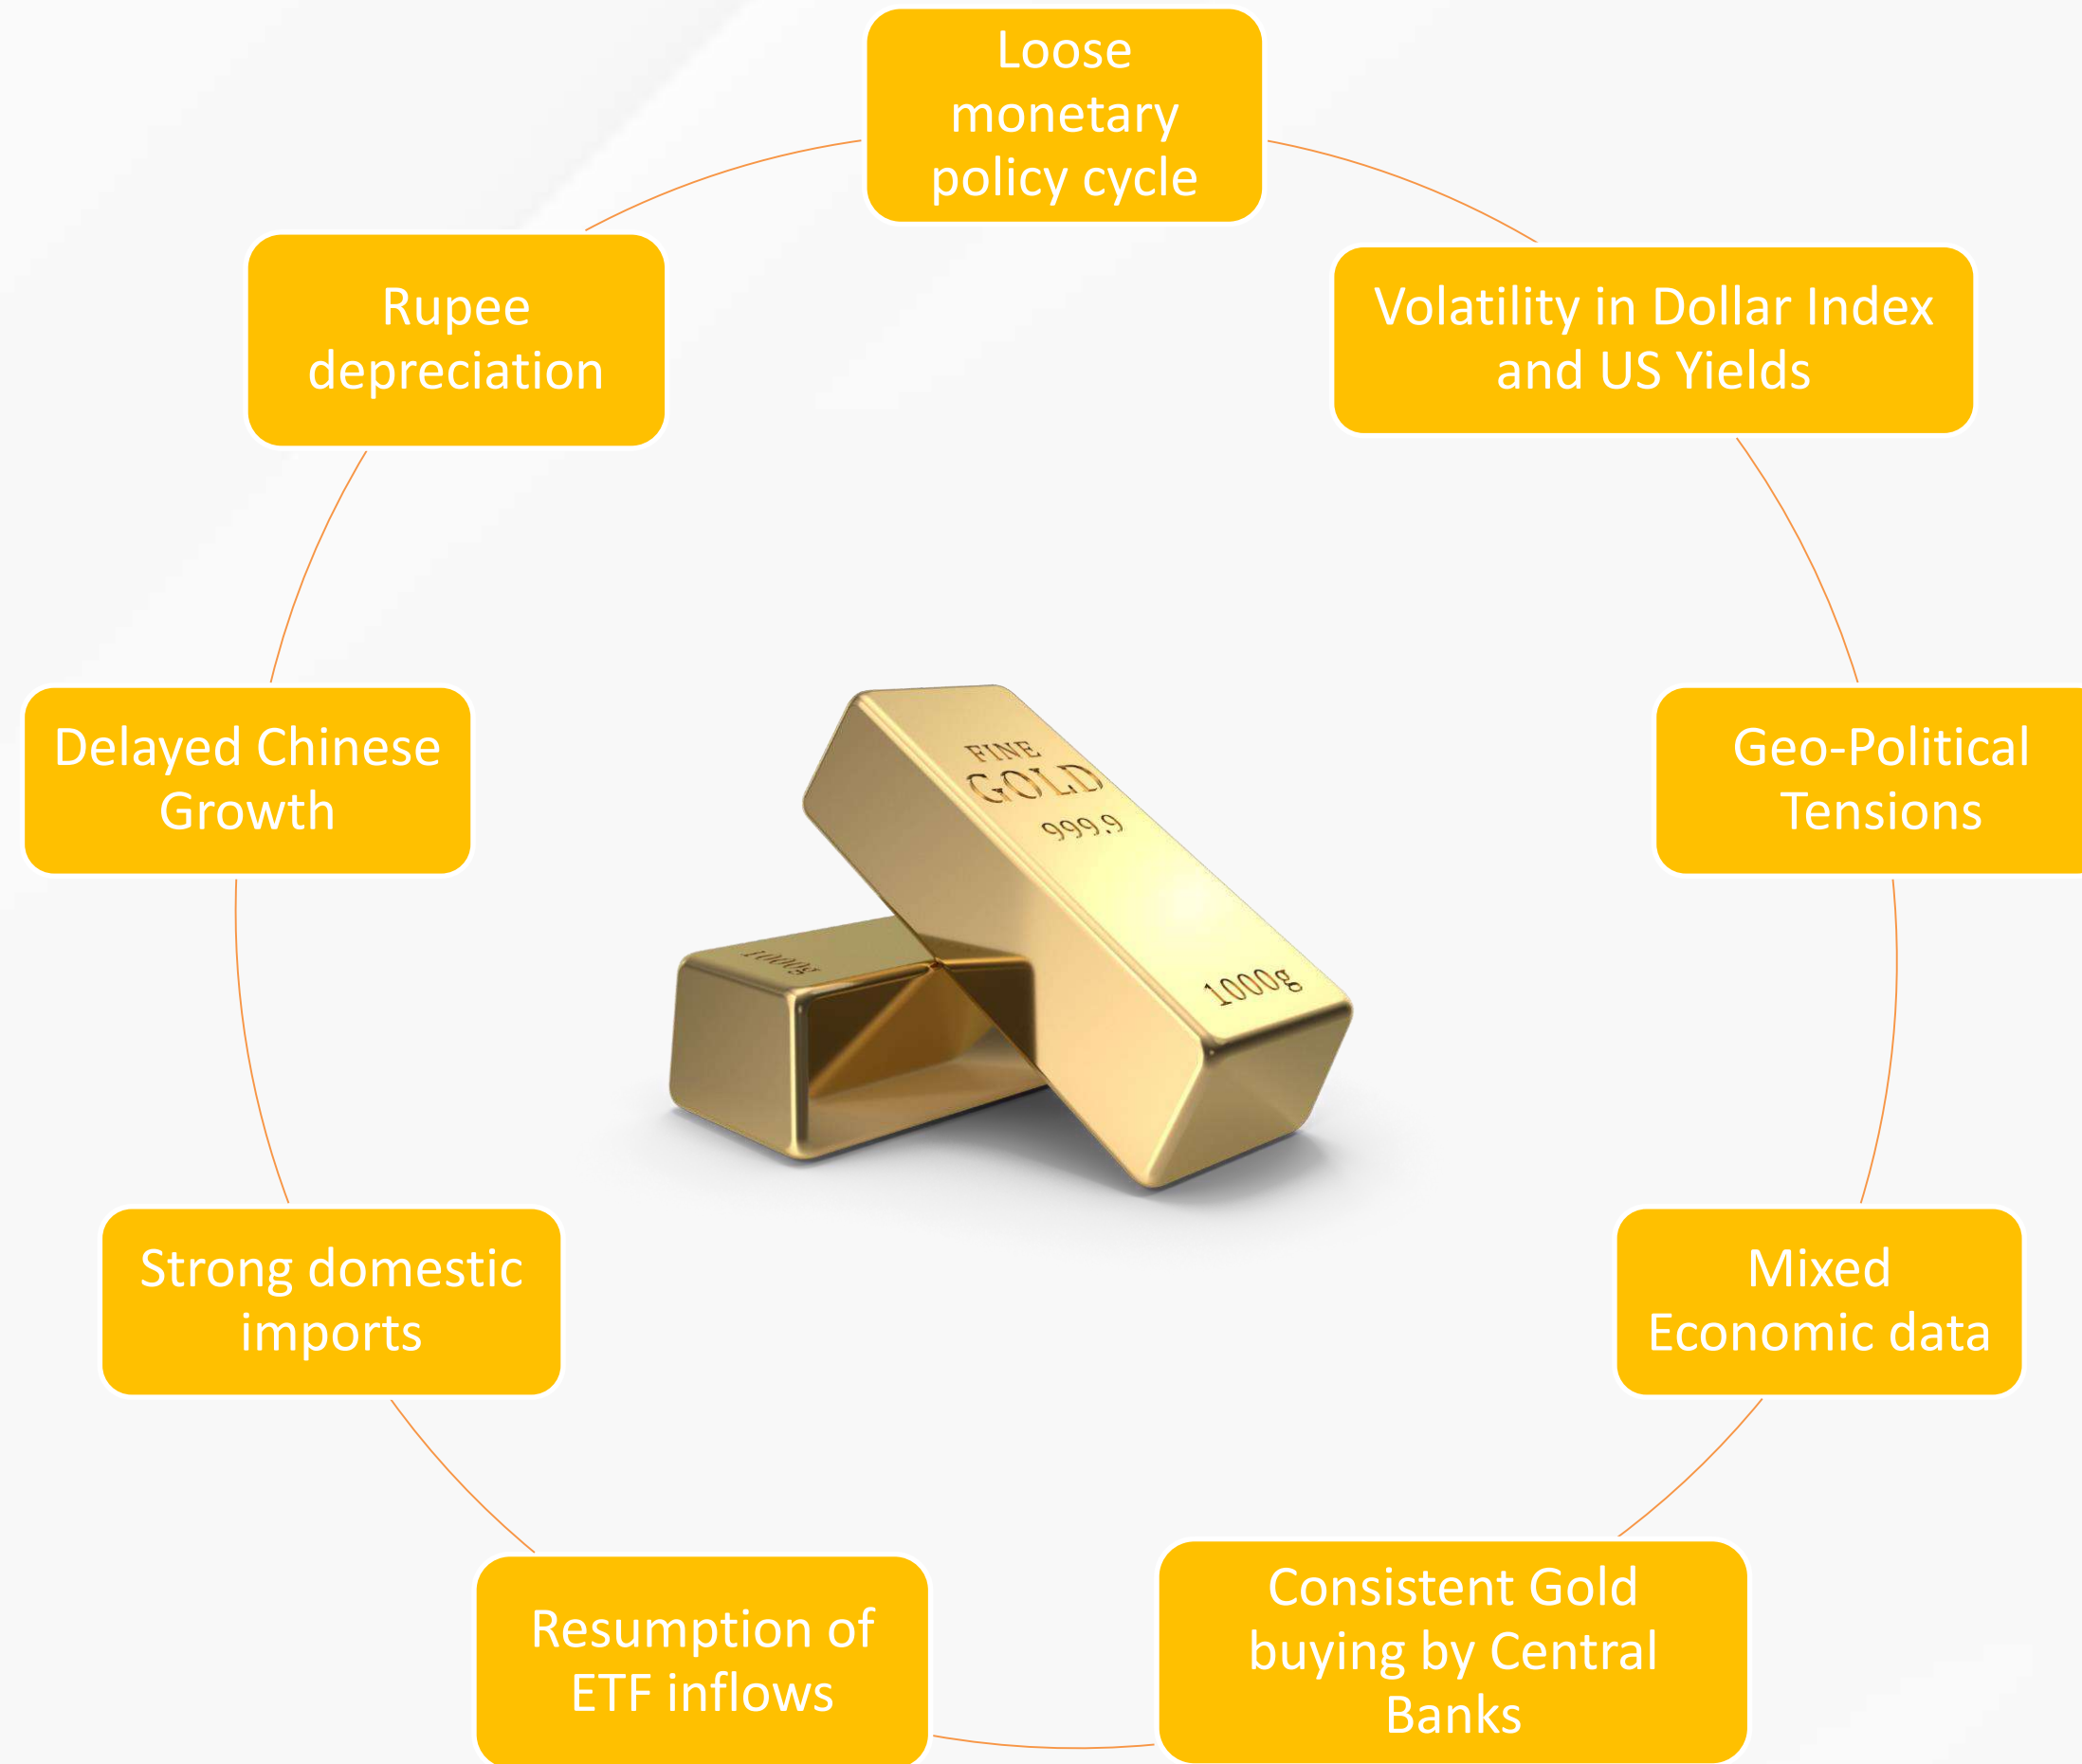 Loose
monetary
policy cycle
Volatility in Dollar Index
and US Yields
Geo-Political
Tensions
Mixed
Economic data
Consistent Gold
buying by Central
Banks
Resumption of
ETF inflows
Strong domestic
imports
Delayed Chinese
Growth
Rupee
depreciation
FINE
GOLD
999.9
1000g
1000g